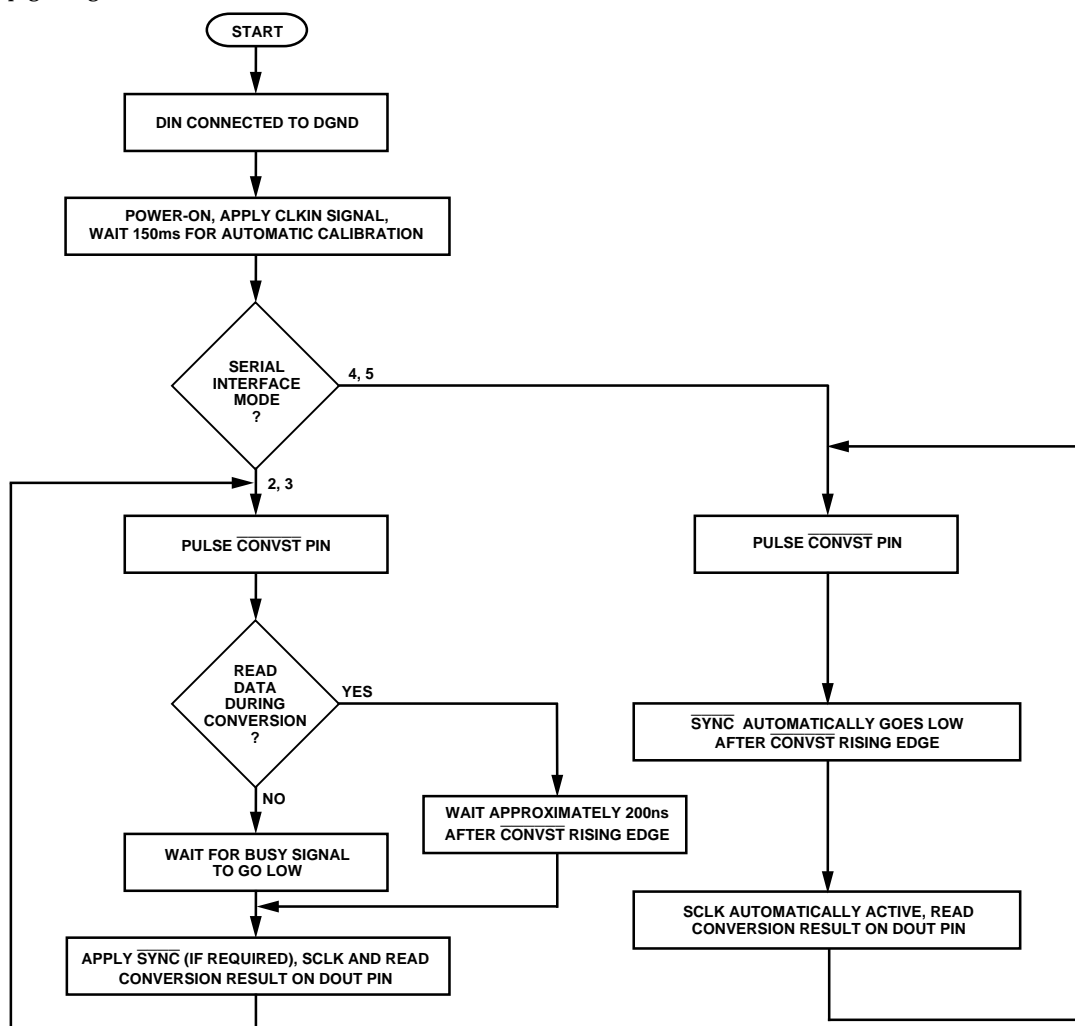 START
DIN CONNECTED TO DGND
POWER-ON, APPLY CLKIN SIGNAL,
WAIT 150ms FOR AUTOMATIC CALIBRATION
SERIAL
INTERFACE
MODE
?
4, 5
2, 3
PULSE CONVST PIN
READ
DATA
DURING
CONVERSION
?
YES
NO
WAIT APPROXIMATELY 200ns
AFTER CONVST RISING EDGE
WAIT FOR BUSY SIGNAL
TO GO LOW
APPLY SYNC (IF REQUIRED), SCLK AND READ
CONVERSION RESULT ON DOUT PIN
PULSE CONVST PIN
SYNC AUTOMATICALLY GOES LOW
AFTER CONVST RISING EDGE
SCLK AUTOMATICALLY ACTIVE, READ
CONVERSION RESULT ON DOUT PIN